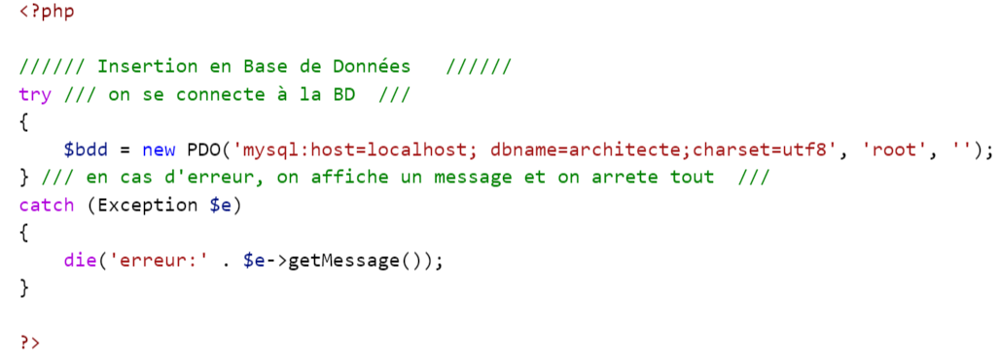 <?php
////// Insertion en Base de Données //////
try /// on se connecte à la BD ///
{
$bdd = new PDO('mysql:host=localhost; dbname=architecte;charset=utf8', 'root', '');
} /// en cas d'erreur, on affiche un message et on arrete tout ///
catch (Exception $e)
{
die('erreur:' . $e->getMessage());
}
?>